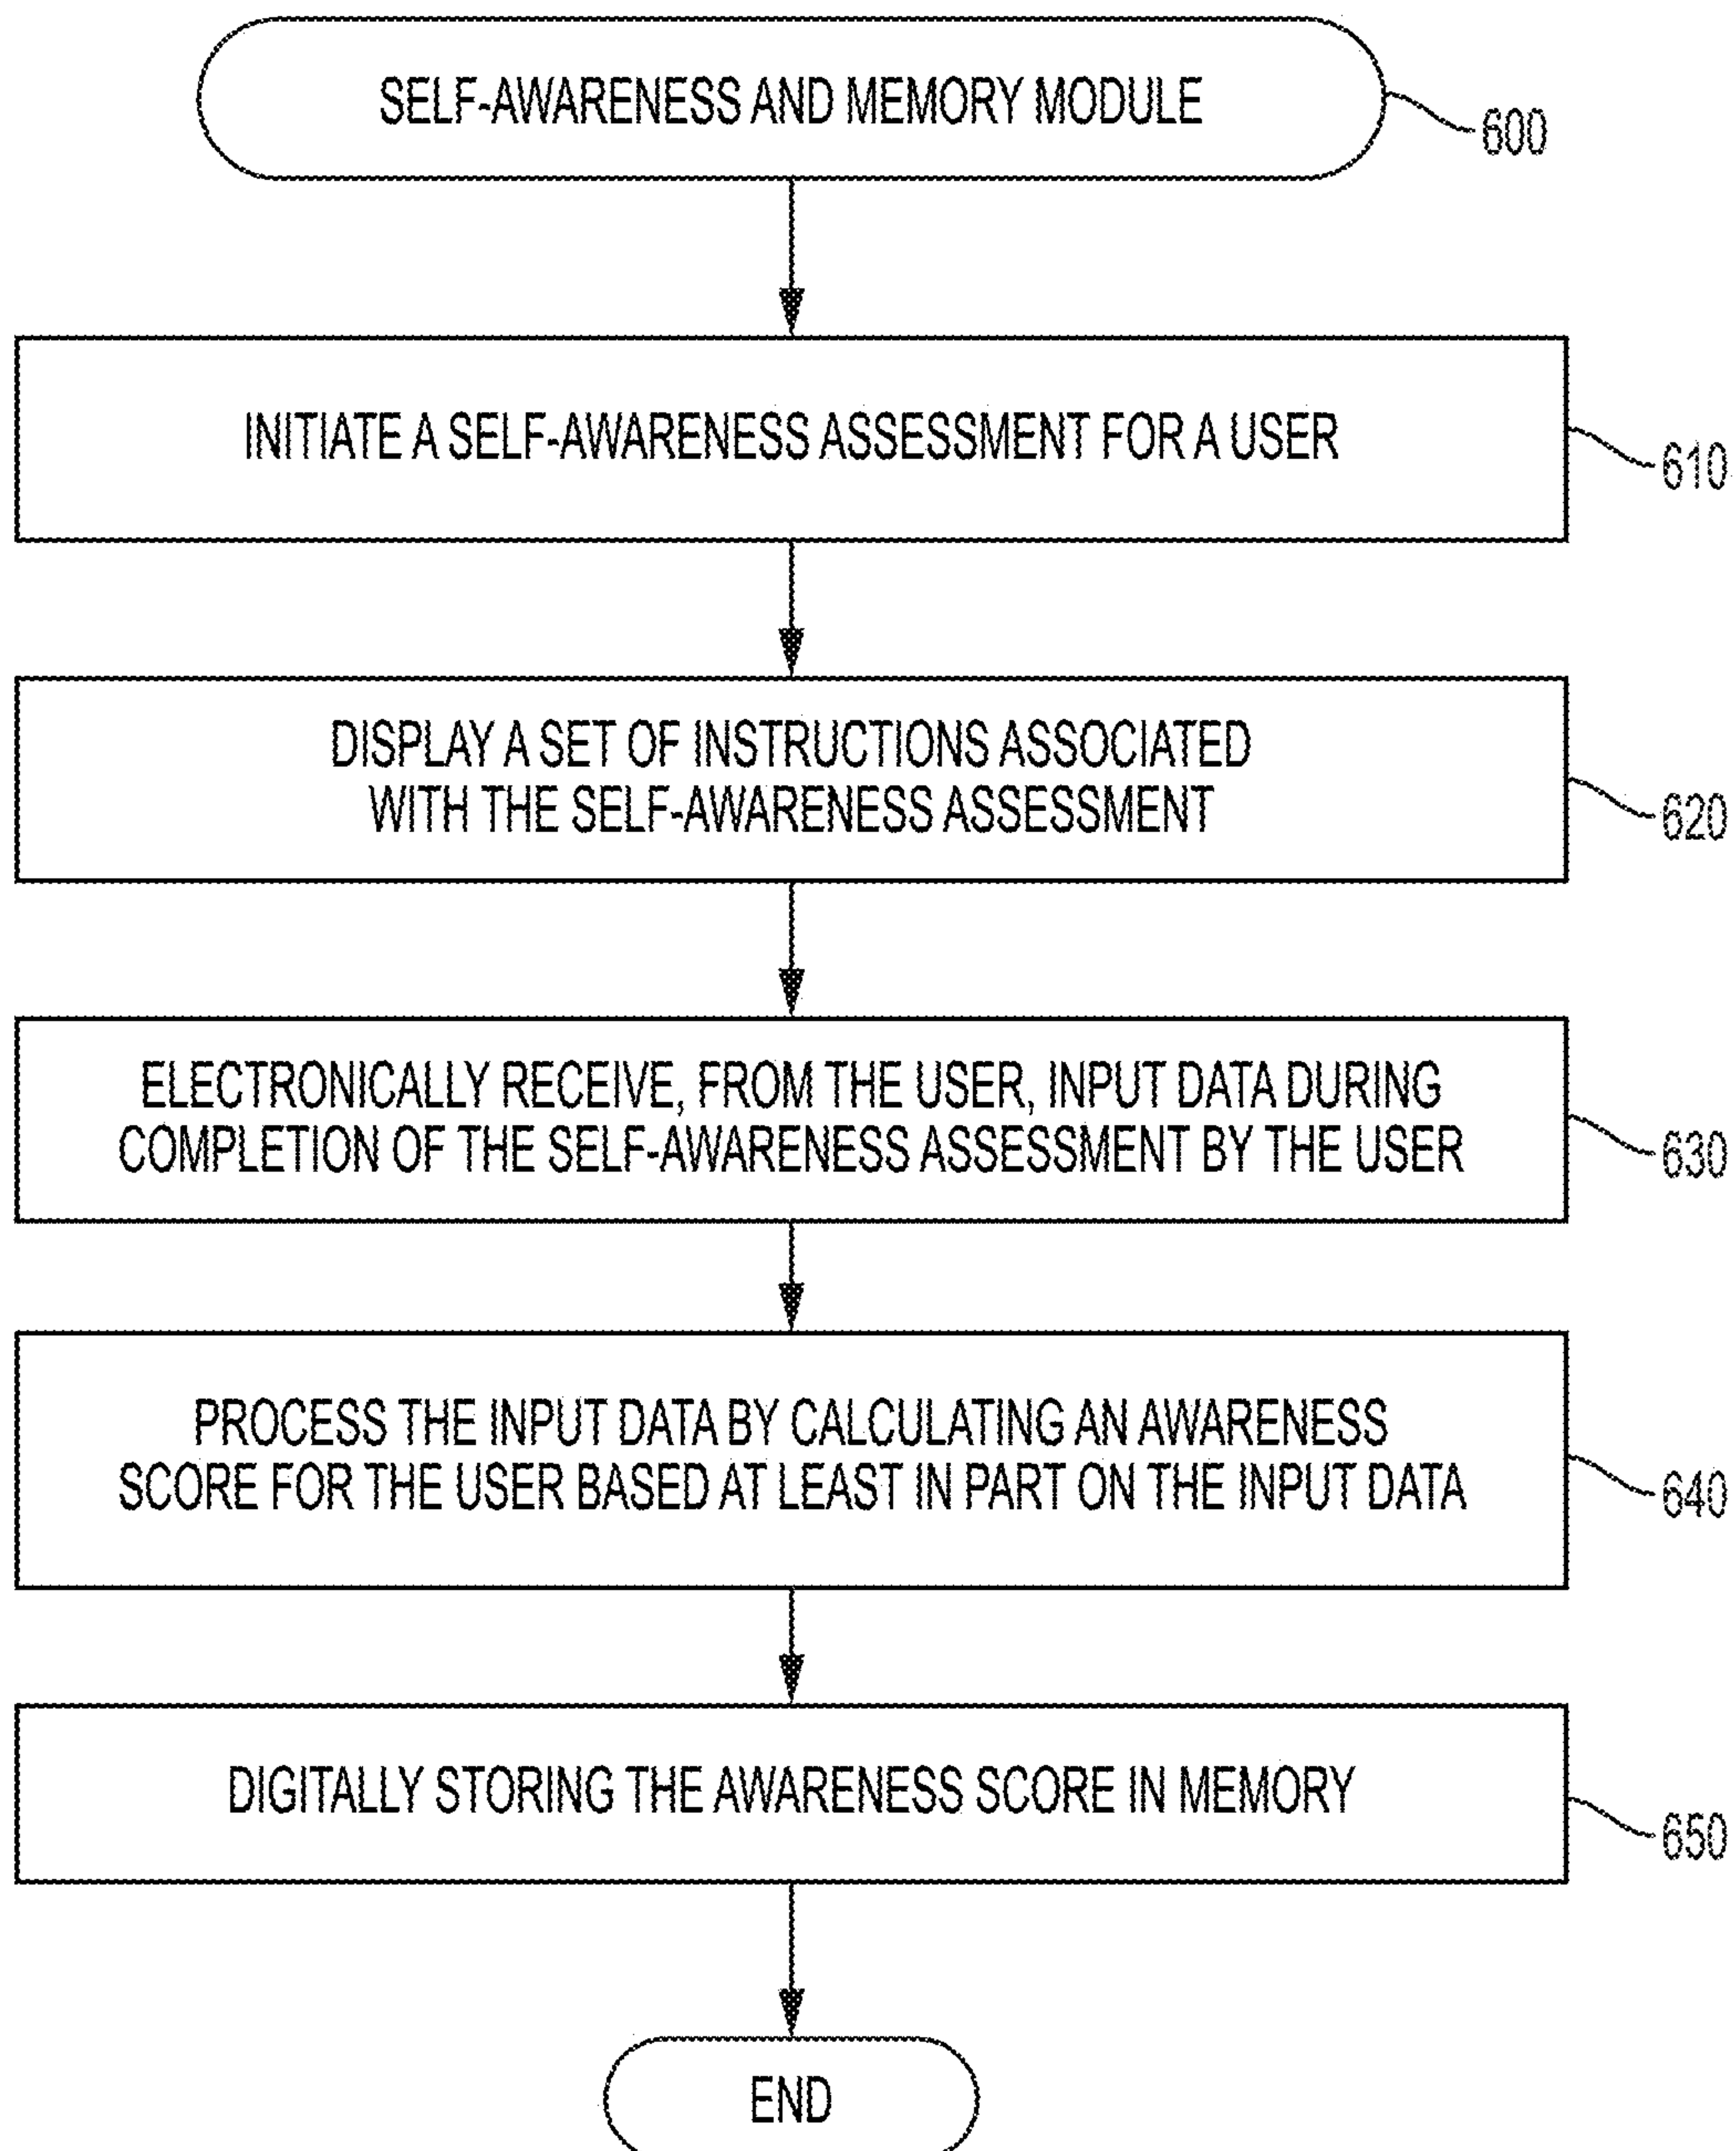 SELF-AWARENESS AND MEMORY MODULE
600
INITIATE A SELF-AWARENESS ASSESSMENT FOR A USER
610
DISPLAY A SET OF INSTRUCTIONS ASSOCIATED
WITH THE SELF-AWARENESS ASSESSMENT
620
ELECTRONICALLY RECEIVE, FROM THE USER, INPUT DATA DURING
COMPLETION OF THE SELF-AWARENESS ASSESSMENT BY THE USER
630
PROCESS THE INPUT DATA BY CALCULATING AN AWARENESS
SCORE FOR THE USER BASED AT LEAST IN PART ON THE INPUT DATA
640
DIGITALLY STORING THE AWARENESS SCORE IN MEMORY
650
END